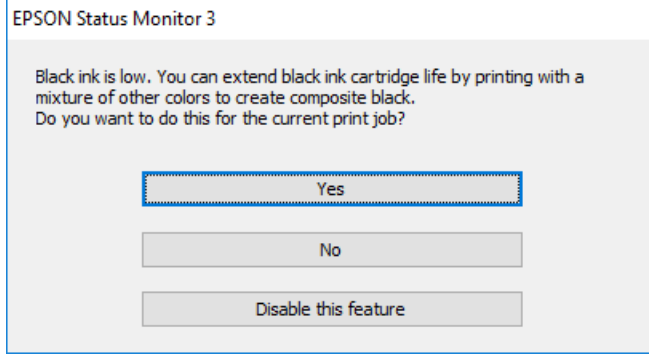 EPSON Status Monitor 3
Black ink is low. You can extend black ink cartridge life by printing with a
mixture of other colors to create composite black.
Do you want to do this for the current print job?
Yes
No
Disable this feature